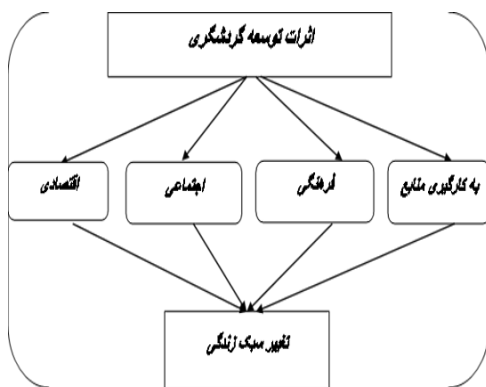 اثرات توسعه گردشگری
به کارگیری منابع
فرهنگی
اجتماعی
اقتصادی
تغییر سبک زندگی